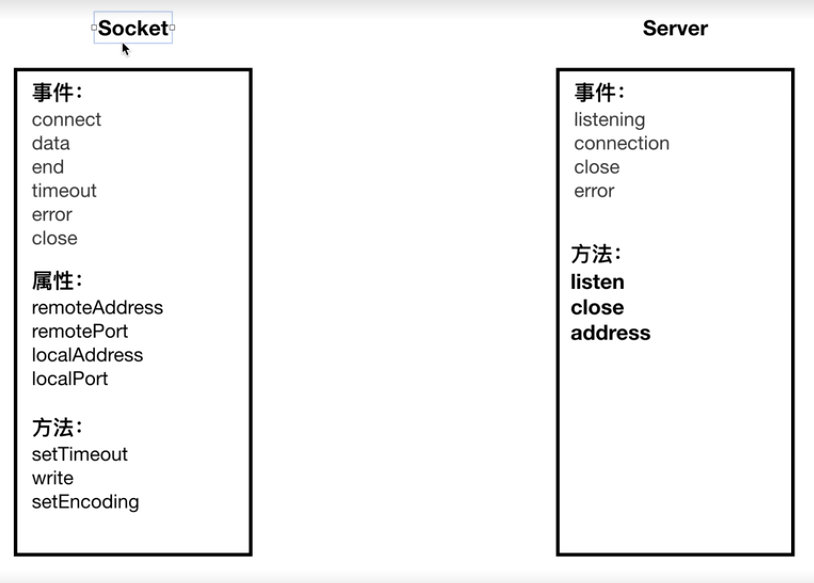 Socket
事件：
connect
data
end
timeout
error
close
属性：
remoteAddress
remotePort
localAddress
localPort
方法：
setTimeout
write
setEncoding
Server
事件：
listening
connection
close
error
方法：
listen
close
address